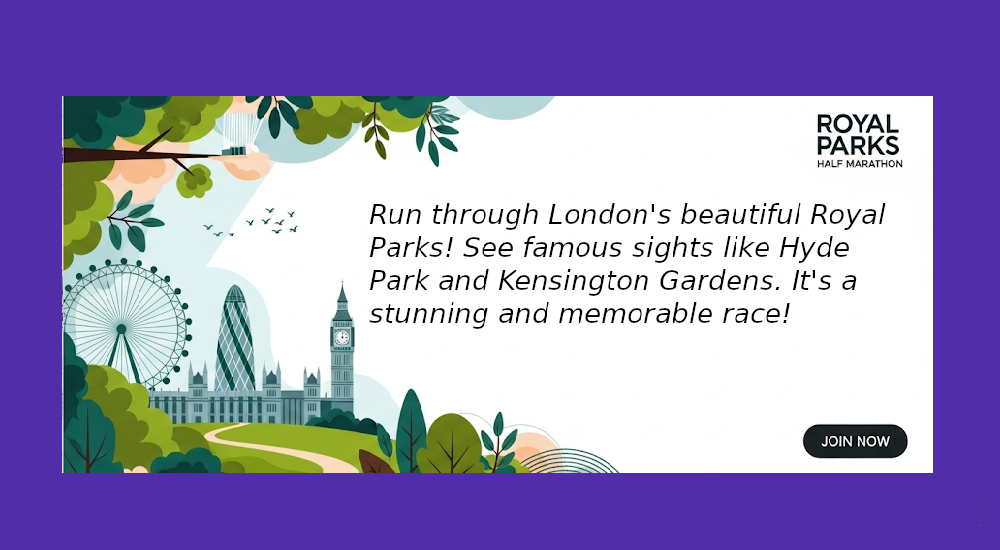 ROYAL
PARKS
HALF MARATHON
Run through London's beautiful Royal
Parks! See famous sights like Hyde
Park and Kensington Gardens. It's a
stunning and memorable race!
JOIN NOW